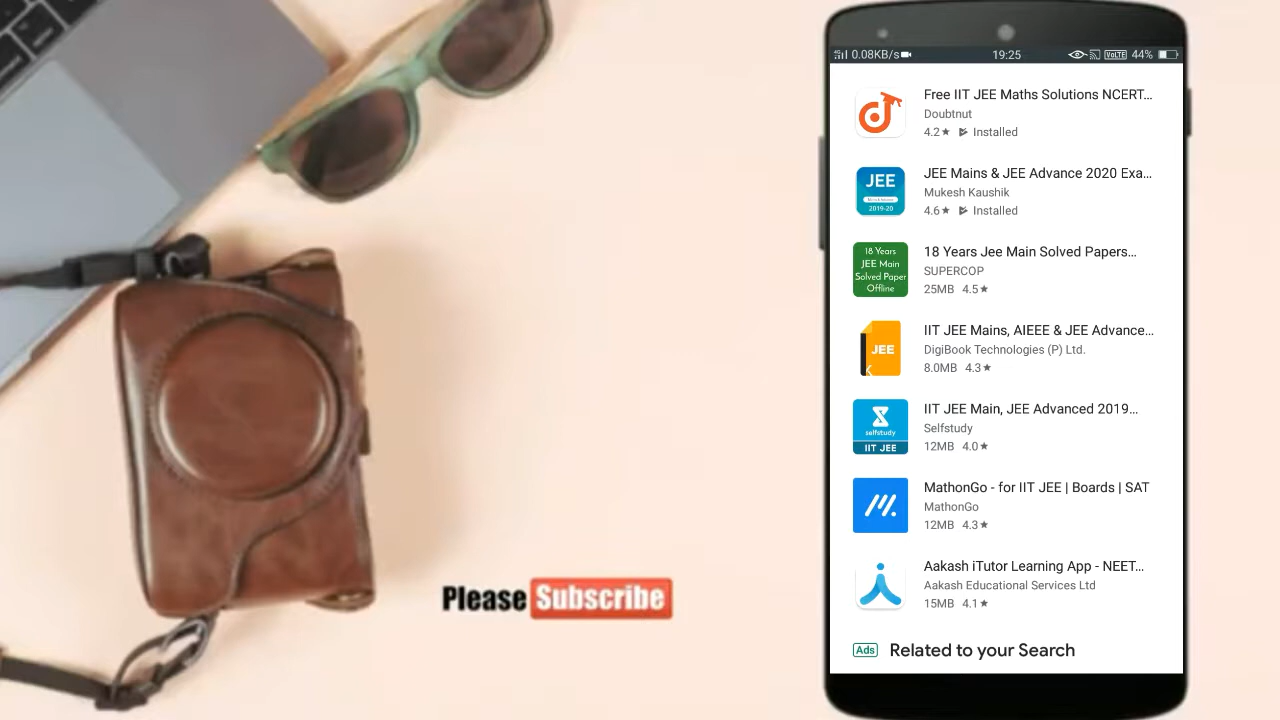 0.08KB/s
19:25
VoLTE 44%
Free IIT JEE Maths Solutions NCERT...
Doubtnut
4.2★ Installed
JEE
2019-20
JEE Mains & JEE Advance 2020 Exa...
Mukesh Kaushik
4.6★ Installed
18 Years
JEE Main
Solved Paper
Offline
18 Years Jee Main Solved Papers...
SUPERCOP
25MB 4.5★
JEE
IIT JEE Mains, AIEEE & JEE Advance...
DigiBook Technologies (P) Ltd.
8.0MB 4.3★
selfstudy
IIT JEE
IIT JEE Main, JEE Advanced 2019...
Selfstudy
12MB 4.0★
MathonGo - for IIT JEE | Boards | SAT
MathonGo
12MB 4.3★
Aakash iTutor Learning App - NEET...
Aakash Educational Services Ltd
15MB 4.1★
Ads Related to your Search
Please Subscribe